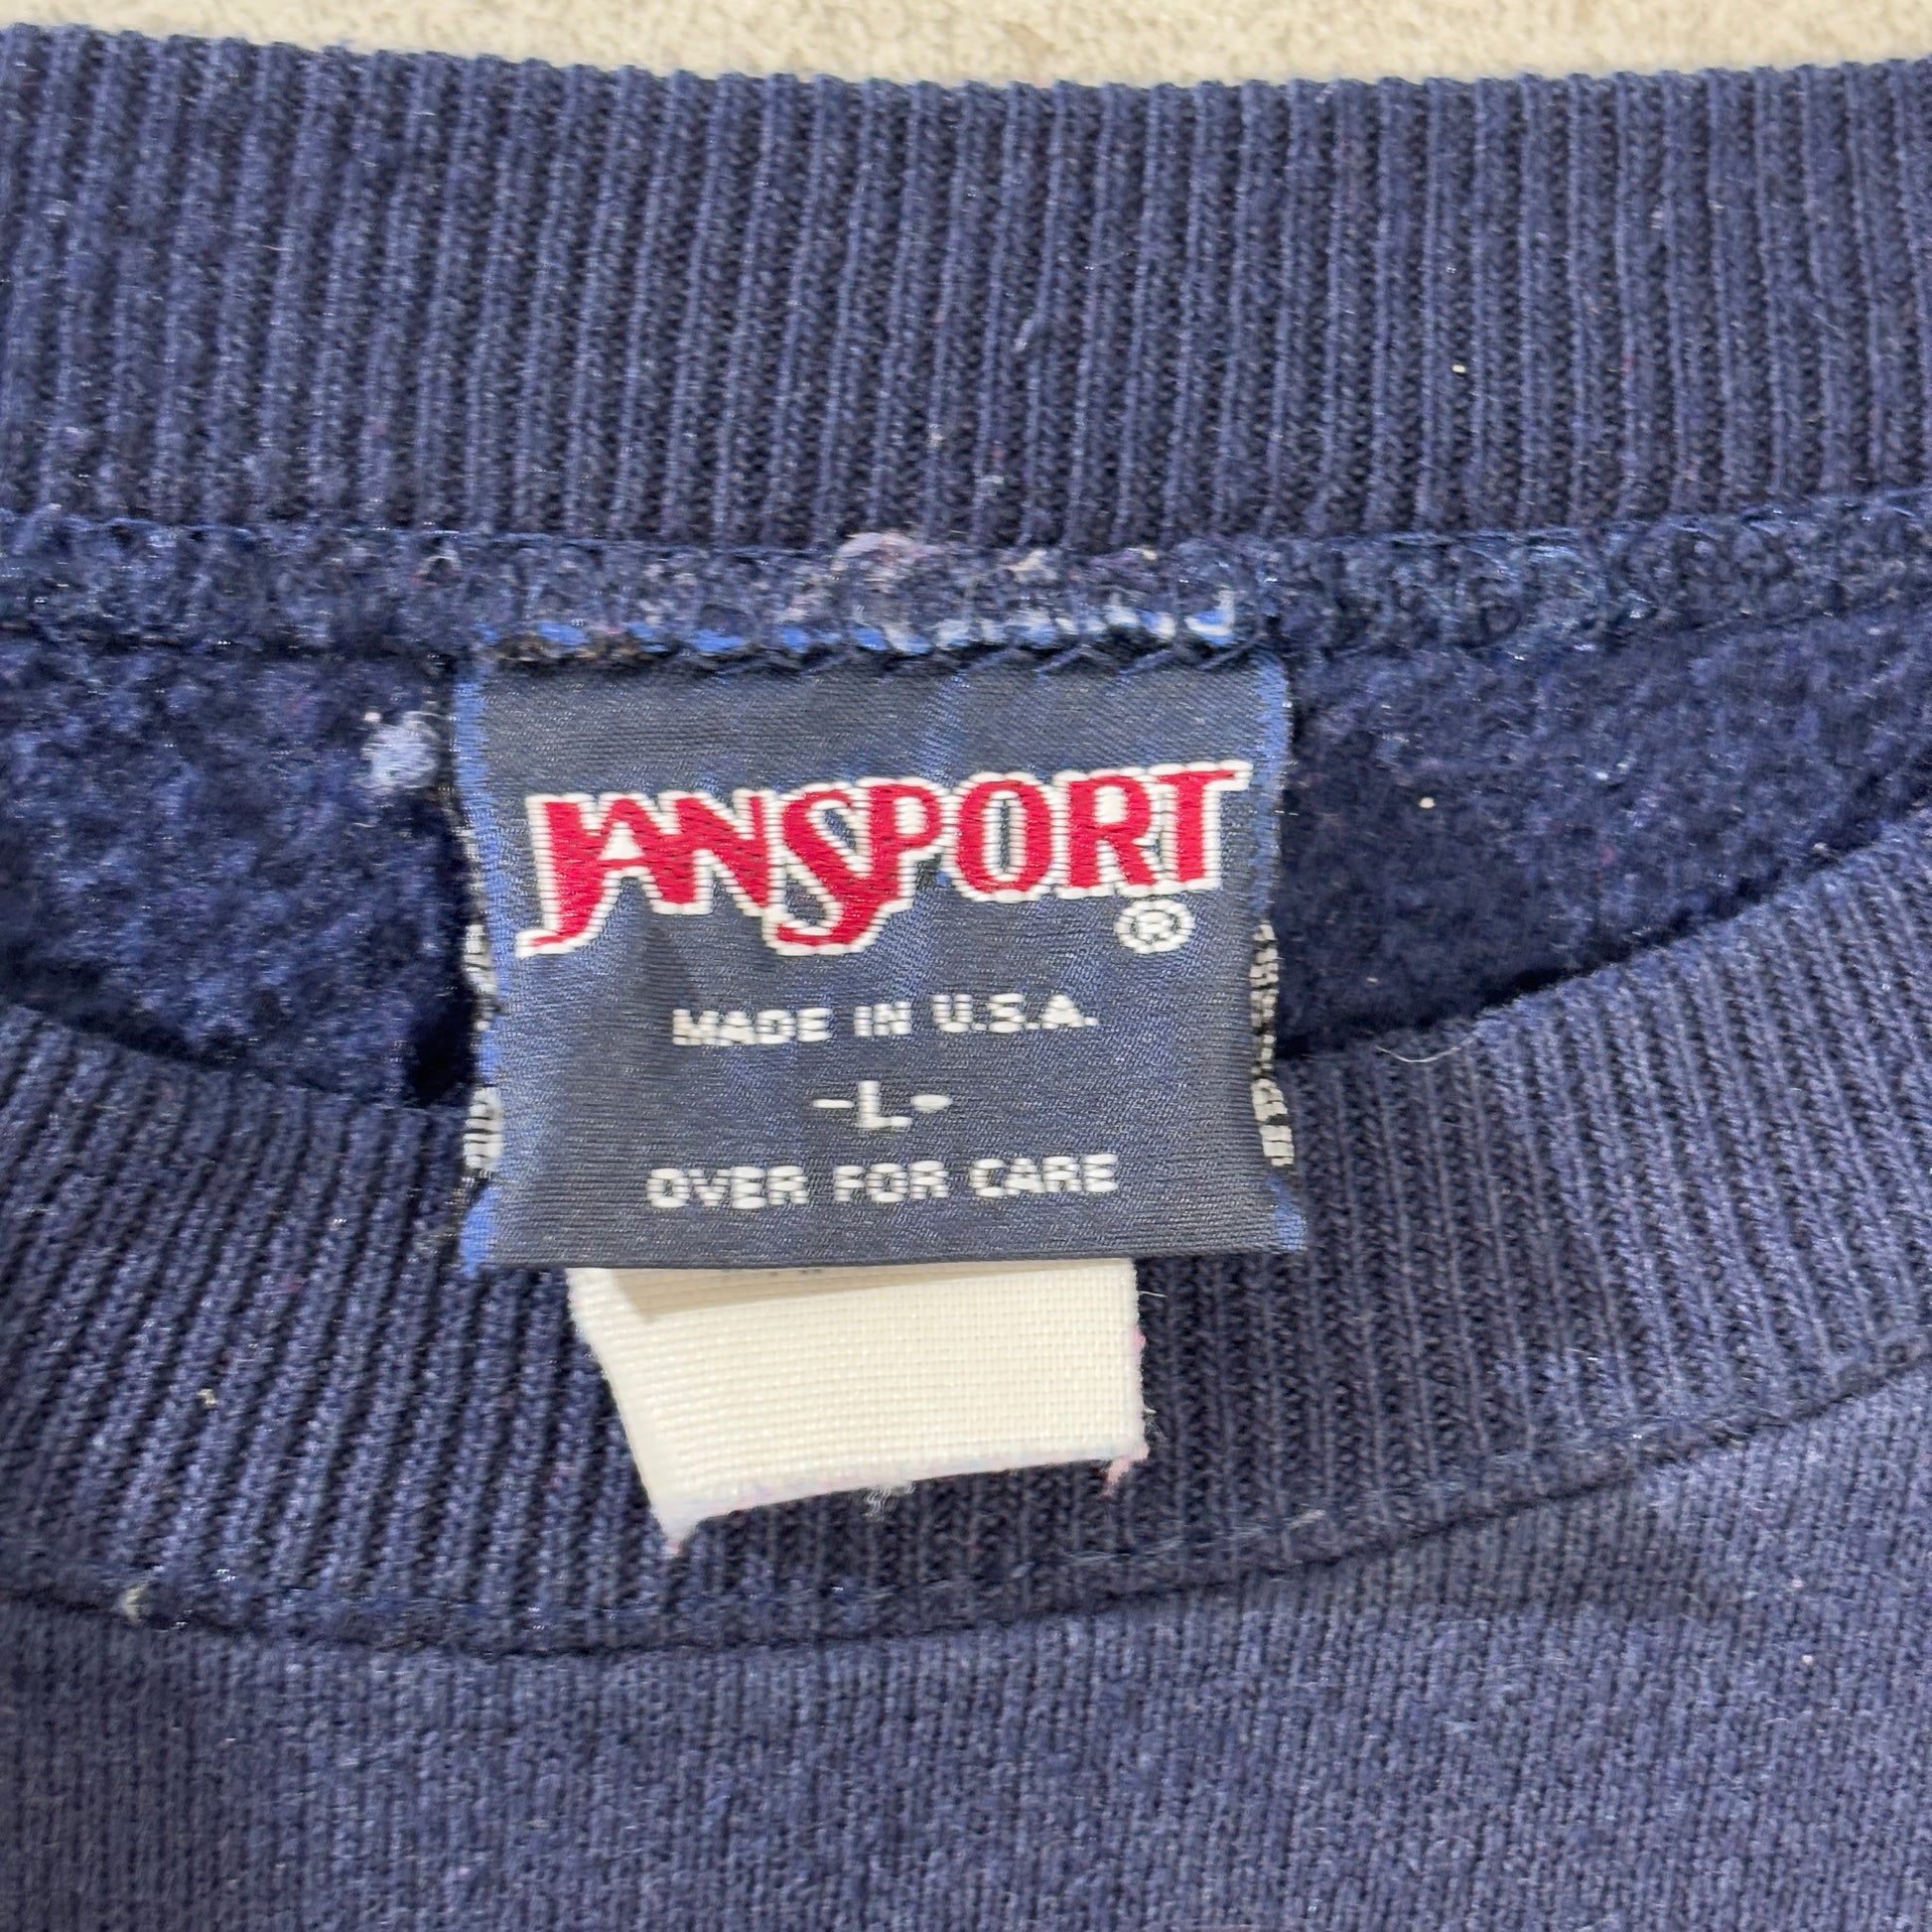 JANSPORT
®
MADE IN U.S.A.
-L-
OVER FOR CARE